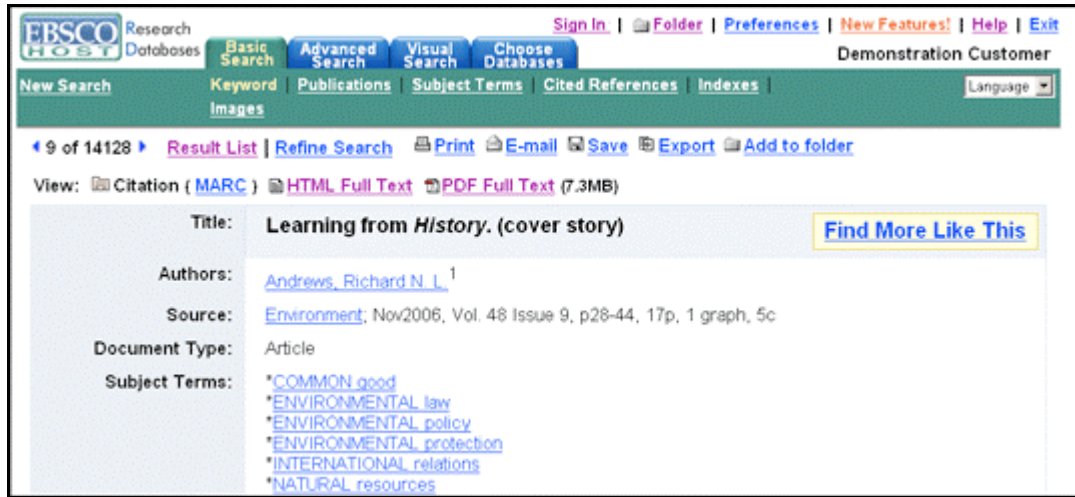 EBSCO Research
HOST Databases
Sign In | Folder | Preferences | New Features! | Help | Exit
Basic Search Advanced Search Visual Search Choose Databases
Demonstration Customer
New Search Keyword | Publications | Subject Terms | Cited References | Indexes | Language
Images
9 of 14128 Result List | Refine Search Print E-mail Save Export Add to folder
View: Citation ( MARC ) HTML Full Text PDF Full Text (7.3MB)
Title: Learning from History. (cover story) Find More Like This
Authors: Andrews, Richard N. L.1
Source: Environment; Nov2006, Vol. 48 Issue 9, p28-44, 17p, 1 graph, 5c
Document Type: Article
Subject Terms: *COMMON good
*ENVIRONMENTAL law
*ENVIRONMENTAL policy
*ENVIRONMENTAL protection
*INTERNATIONAL relations
*NATURAL resources